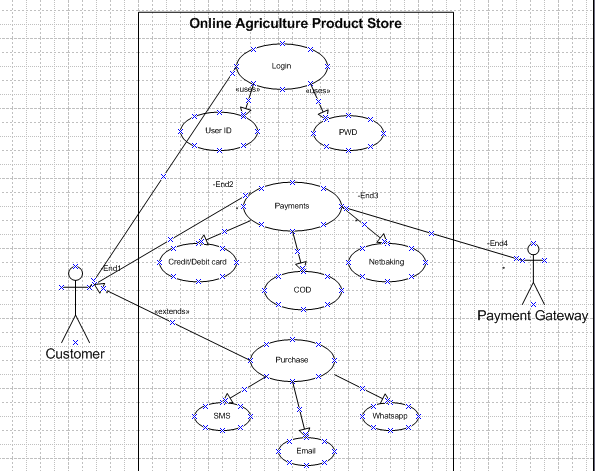 Online Agriculture Product Store
Login
«uses»
«uses»
User ID
PWD
-End2
-End3
*
*
Payments
-End4
*
-End1
Credit/Debit card
Netbaking
COD
*
Payment Gateway
«extends»
Customer
Purchase
SMS
Whatsapp
Email